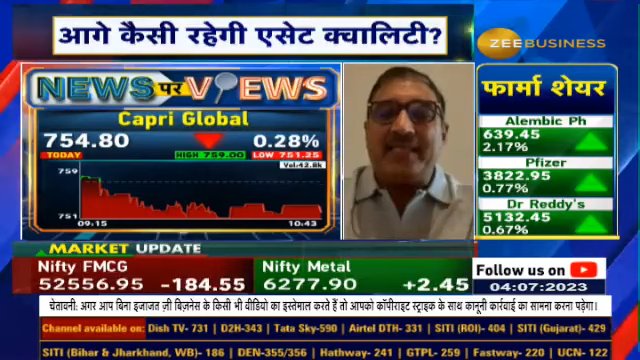 आगे कैसी रहेगी एसेट क्वालिटी?
ZEEBUSINESS
NEWS पर VIEWS
Capri Global
754.80 0.28%
TODAY HIGH 759.00 LOW 751.25
Vol:42.8k
759
751
09:15 10:43
फार्मा शेयर
Alembic Ph
639.45
2.17%
Pfizer
3822.95
0.77%
Dr Reddy's
5132.45
0.67%
MARKET UPDATE
Nifty FMCG
52556.95 -184.55
Nifty Metal
6277.90 +2.45
Follow us on
04:07:2023
चेतावनी: अगर आप बिना इजाजत ज़ी बिज़नेस के किसी भी वीडियो का इस्तेमाल करते हैं तो आपको कॉपीराइट स्ट्राइक के साथ कानूनी कार्रवाई का सामना करना पड़ेगा।
Channel available on: Dish TV- 731 | D2H-343 | Tata Sky-590 | Airtel DTH- 331 | SITI (ROI)- 404 | SITI (Gujarat)- 429
SITI (Bihar & Jharkhand, WB)- 186 | DEN-355/356 | Hathway- 241 | GTPL- 259 | Fastway- 220 | UCN- 122